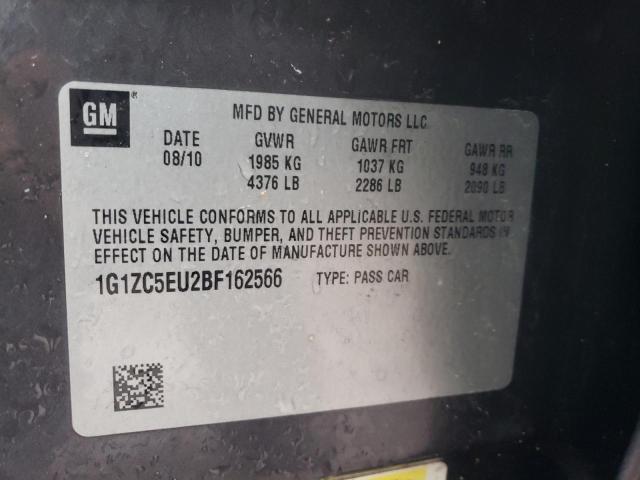 GM
MFD BY GENERAL MOTORS LLC
DATE GVWR GAWR FRT GAWR RR
08/10 1985 KG 1037 KG 948 KG
4376 LB 2286 LB 2090 LB
THIS VEHICLE CONFORMS TO ALL APPLICABLE U.S. FEDERAL MOTOR
VEHICLE SAFETY, BUMPER, AND THEFT PREVENTION STANDARDS IN
EFFECT ON THE DATE OF MANUFACTURE SHOWN ABOVE.
1G1ZC5EU2BF162566 TYPE: PASS CAR